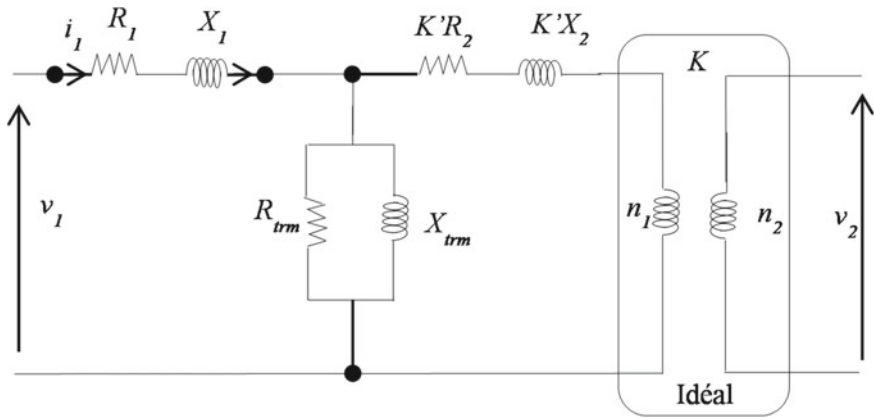 i₁
R₁
X₁
K'R₂
K'X₂
K
v₁
Rₜᵣₘ
Xₜᵣₘ
n₁
n₂
v₂
Idéal